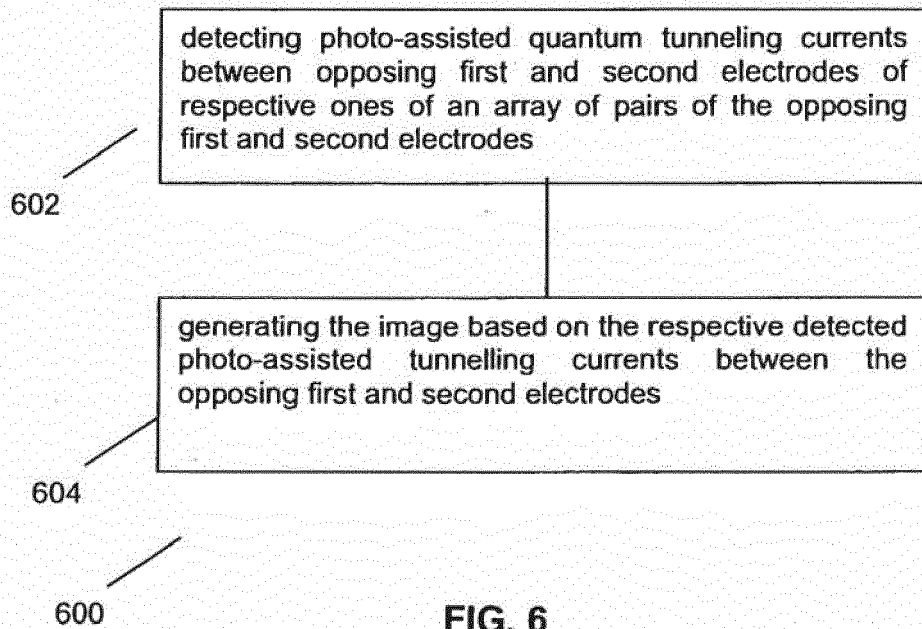 detecting photo-assisted quantum tunneling currents
between opposing first and second electrodes of
respective ones of an array of pairs of the opposing
first and second electrodes
602
generating the image based on the respective detected
photo-assisted tunnelling currents between the
opposing first and second electrodes
604
600
FIG. 6